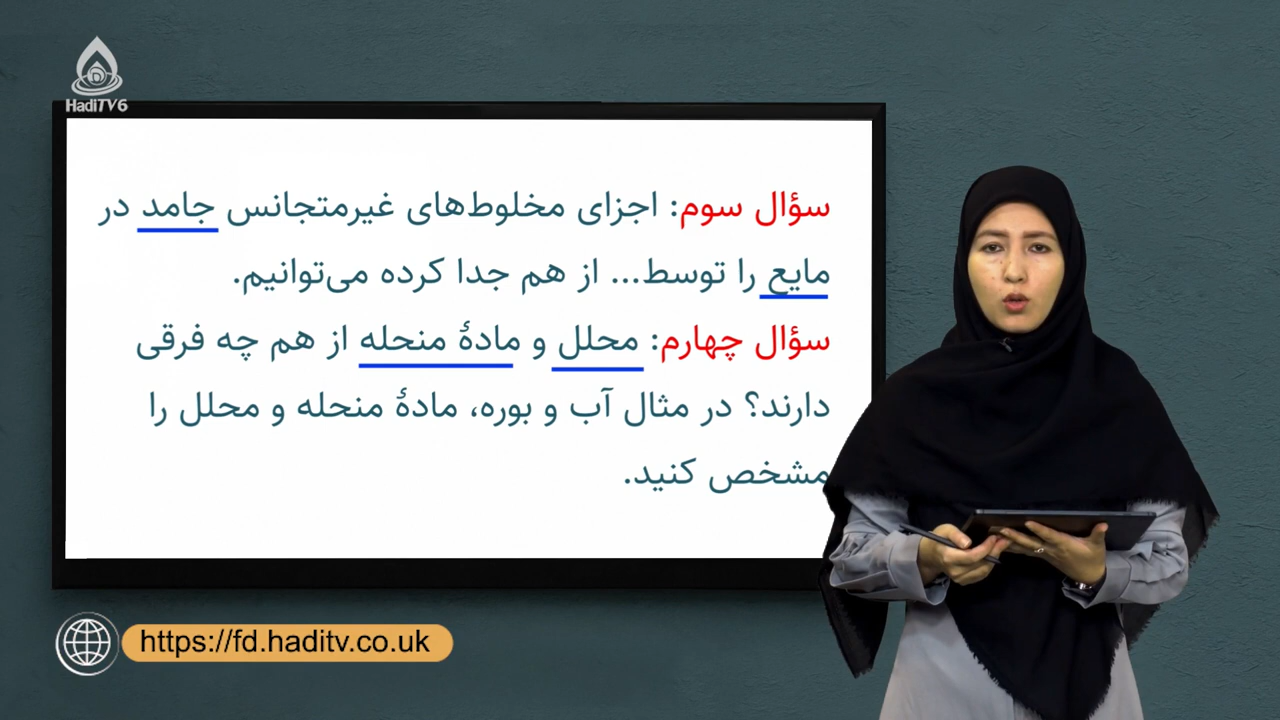 HadiTV6
سؤال سوم: اجزای مخلوط‌های غیرمتجانس جامد در
مایع را توسط... از هم جدا کرده می‌توانیم.
سؤال چهارم: محلل و مادهٔ منحله از هم چه فرقی
دارند؟ در مثال آب و بوره، مادهٔ منحله و محلل را
مشخص کنید.
https://fd.haditv.co.uk